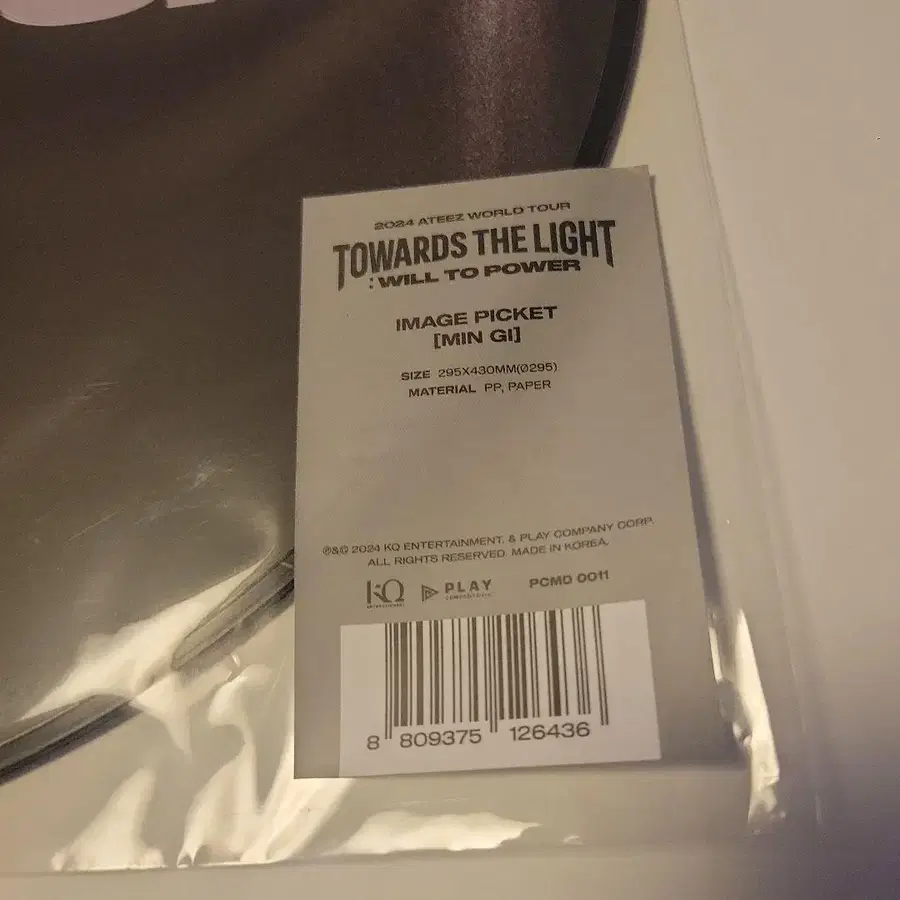 2024 ATEEZ WORLD TOUR
TOWARDS THE LIGHT
: WILL TO POWER
IMAGE PICKET
[MIN GI]
SIZE 295X430MM(Ø295)
MATERIAL PP, PAPER
℗&© 2024 KQ ENTERTAINMENT. & PLAY COMPANY CORP.
ALL RIGHTS RESERVED. MADE IN KOREA.
KQ
ENTERTAINMENT
PLAY
PCMD 0011
8 809375 126436